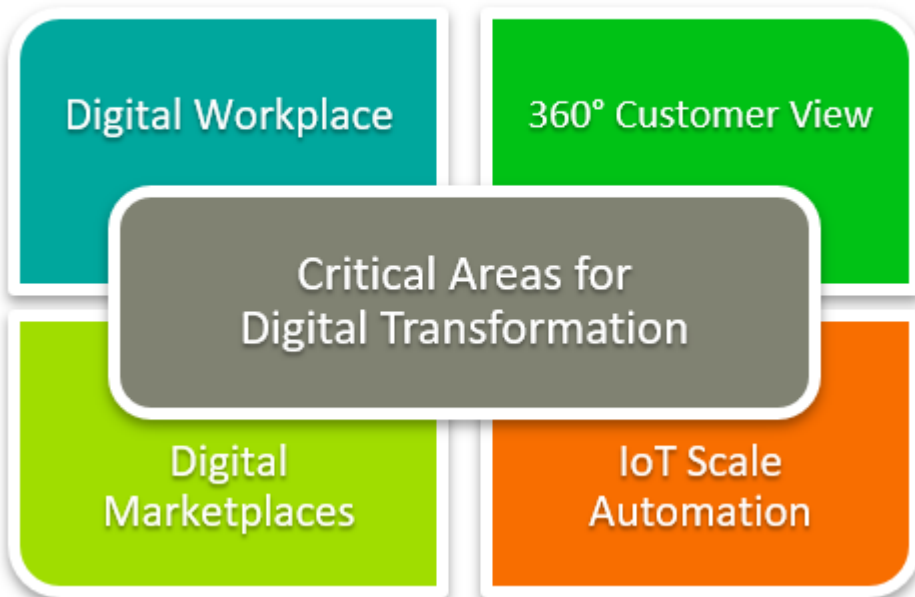 Digital Workplace
360° Customer View
Critical Areas for
Digital Transformation
Digital
Marketplaces
IoT Scale
Automation